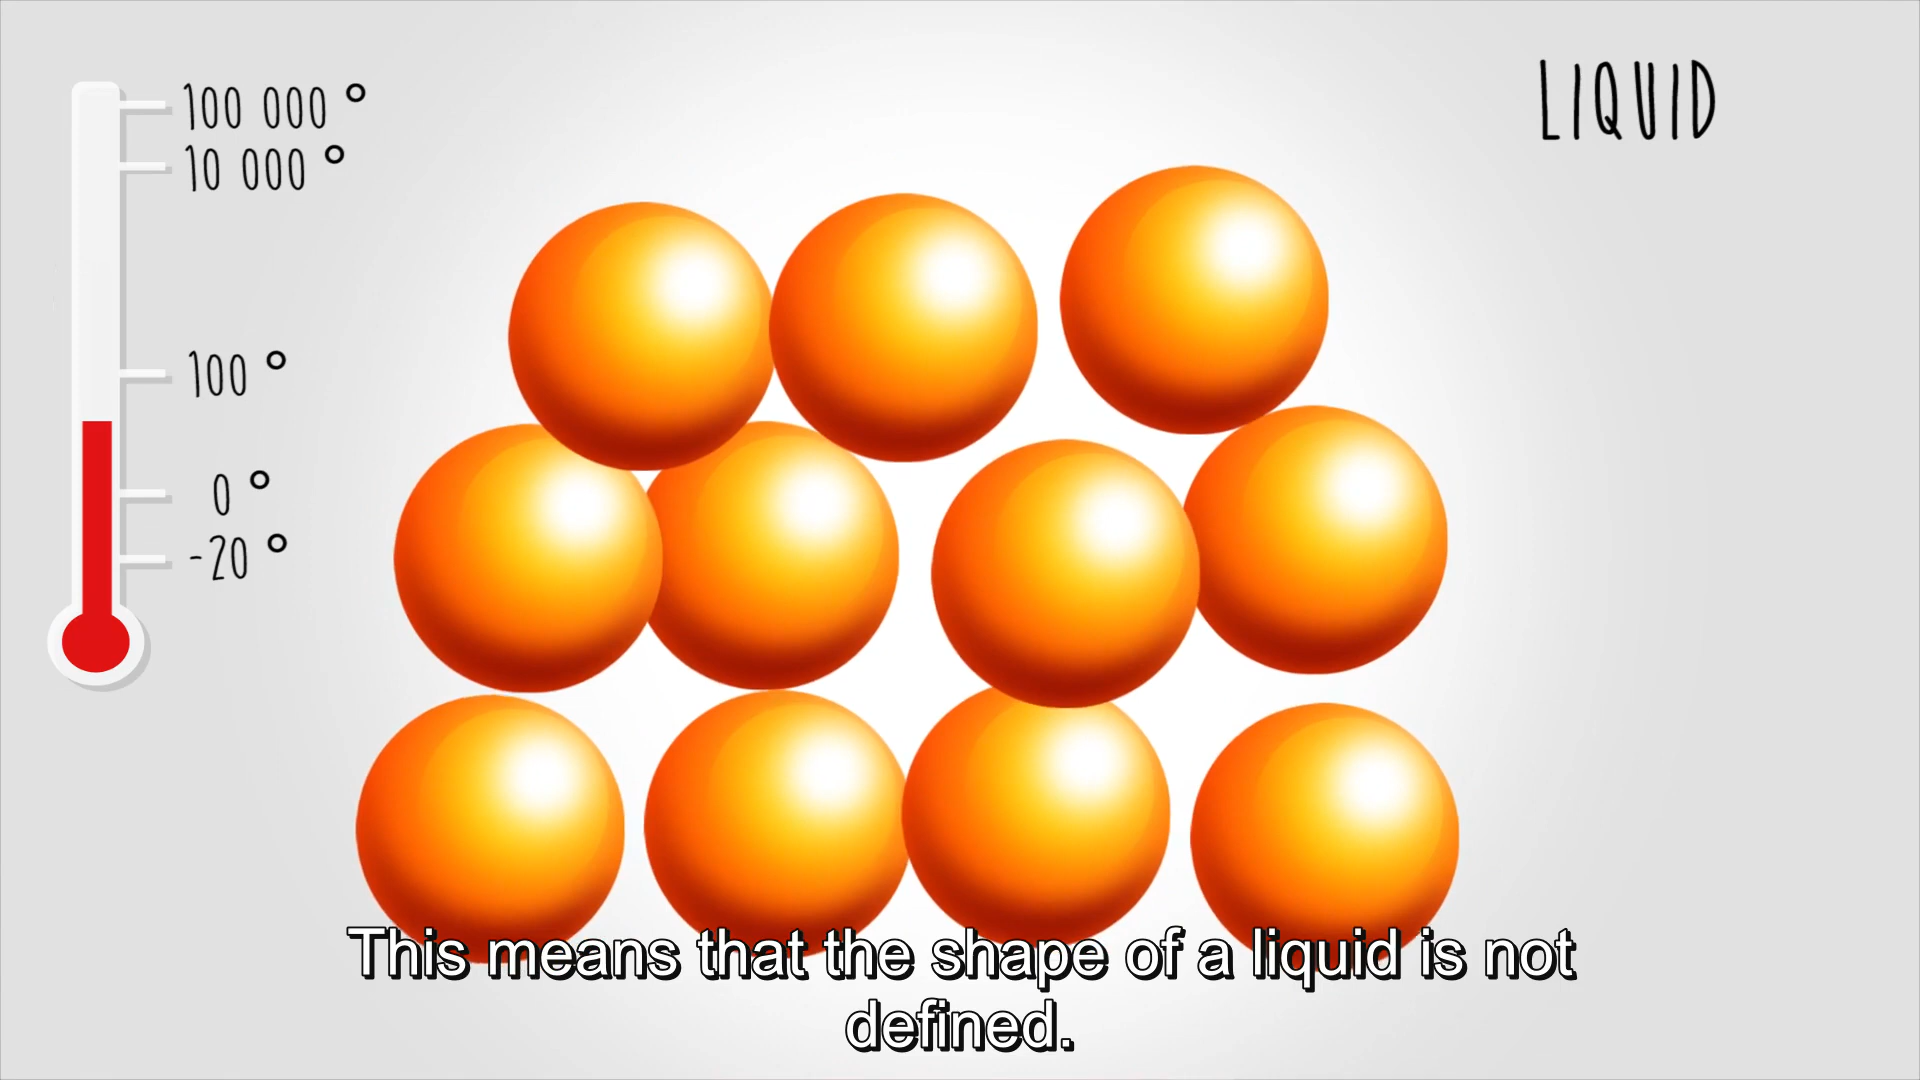 LIQUID
100 000 °
10 000 °
100 °
0 °
-20 °
This means that the shape of a liquid is not
defined.